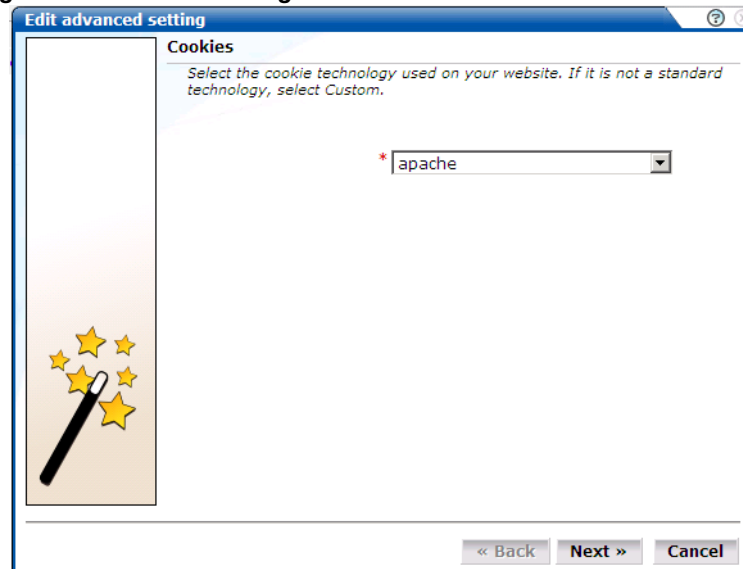 Edit advanced setting
Cookies
Select the cookie technology used on your website. If it is not a standard
technology, select Custom.
* apache
« Back Next » Cancel